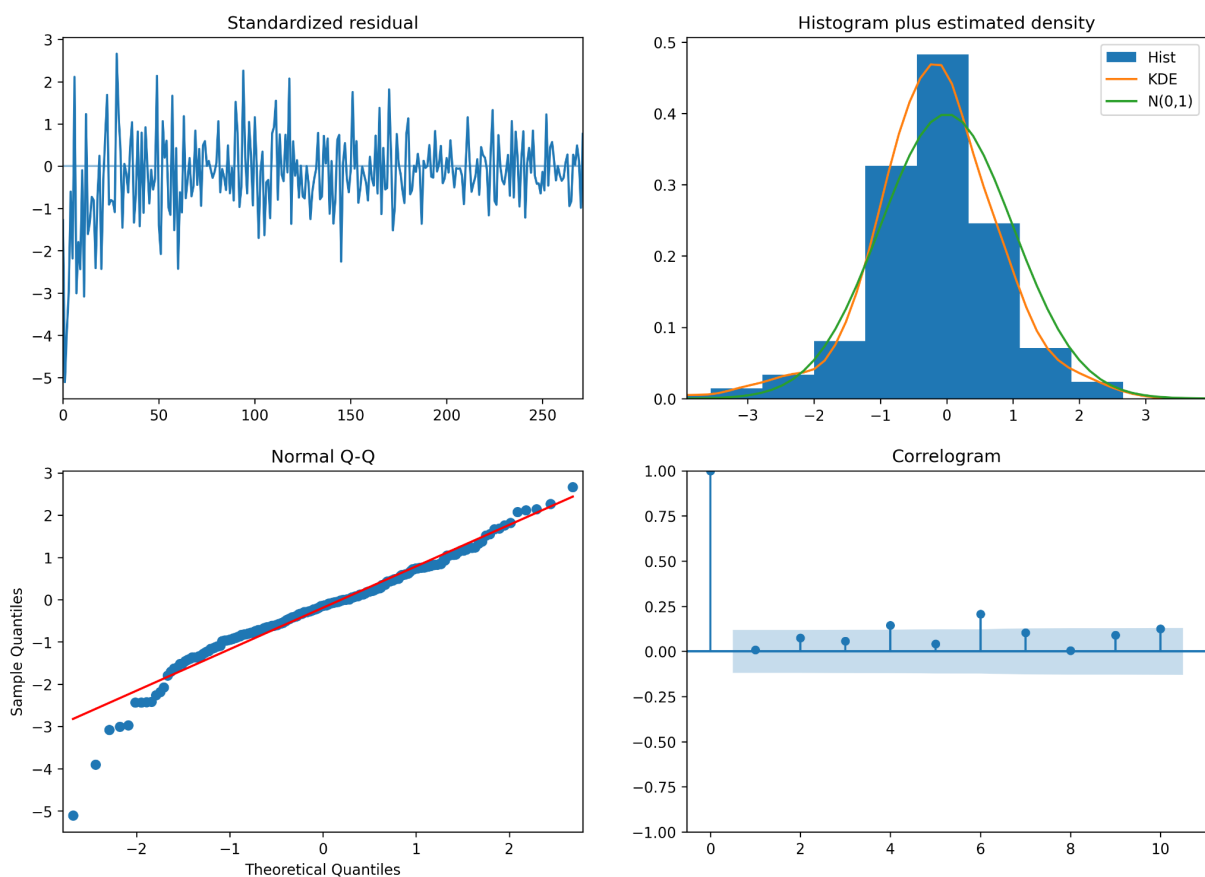 Standardized residual
3
2
1
0
−1
−2
−3
−4
−5
0 50 100 150 200 250
Histogram plus estimated density
0.5
0.4
0.3
0.2
0.1
0.0
Hist
KDE
N(0,1)
−3 −2 −1 0 1 2 3
Normal Q-Q
Sample Quantiles
3
2
1
0
−1
−2
−3
−4
−5
−2 −1 0 1 2
Theoretical Quantiles
Correlogram
1.00
0.75
0.50
0.25
0.00
−0.25
−0.50
−0.75
−1.00
0 2 4 6 8 10